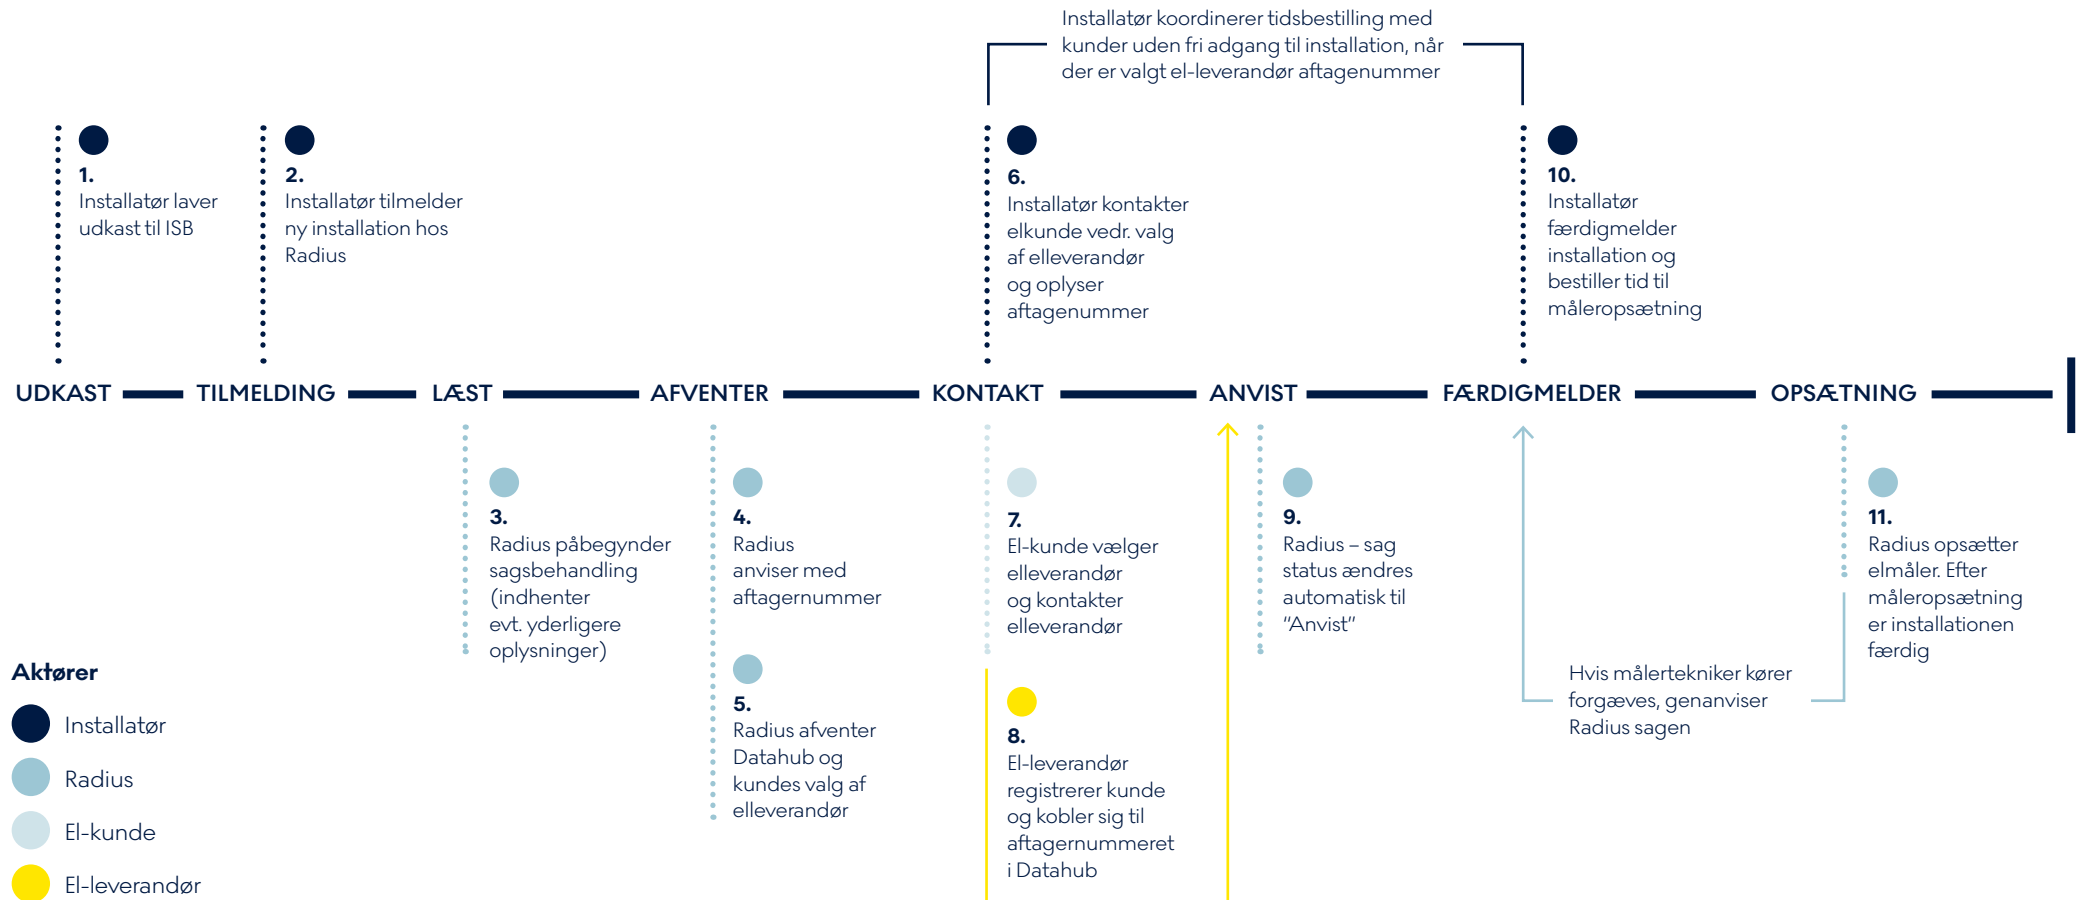 Installatør koordinerer tidsbestilling med
kunder uden fri adgang til installation, når
der er valgt el-leverandør aftagenummer
1.
Installatør laver
udkast til ISB
2.
Installatør tilmelder
ny installation hos
Radius
6.
Installatør kontakter
elkunde vedr. valg
af elleverandør
og oplyser
aftagenummer
10.
Installatør
færdigmelder
installation og
bestiller tid til
måleropsætning
UDKAST
TILMELDING
LÆST
AFVENTER
KONTAKT
ANVIST
FÆRDIGMELDER
OPSÆTNING
3.
Radius påbegynder
sagsbehandling
(indhenter
evt. yderligere
oplysninger)
4.
Radius
anviser med
aftagernummer
5.
Radius afventer
Datahub og
kundes valg af
elleverandør
7.
El-kunde vælger
elleverandør
og kontakter
elleverandør
8.
El-leverandør
registrerer kunde
og kobler sig til
aftagernummeret
i Datahub
9.
Radius – sag
status ændres
automatisk til
"Anvist"
Hvis målertekniker kører
forgæves, genanviser
Radius sagen
11.
Radius opsætter
elmåler. Efter
måleropsætning
er installationen
færdig
Aktører
Installatør
Radius
El-kunde
El-leverandør